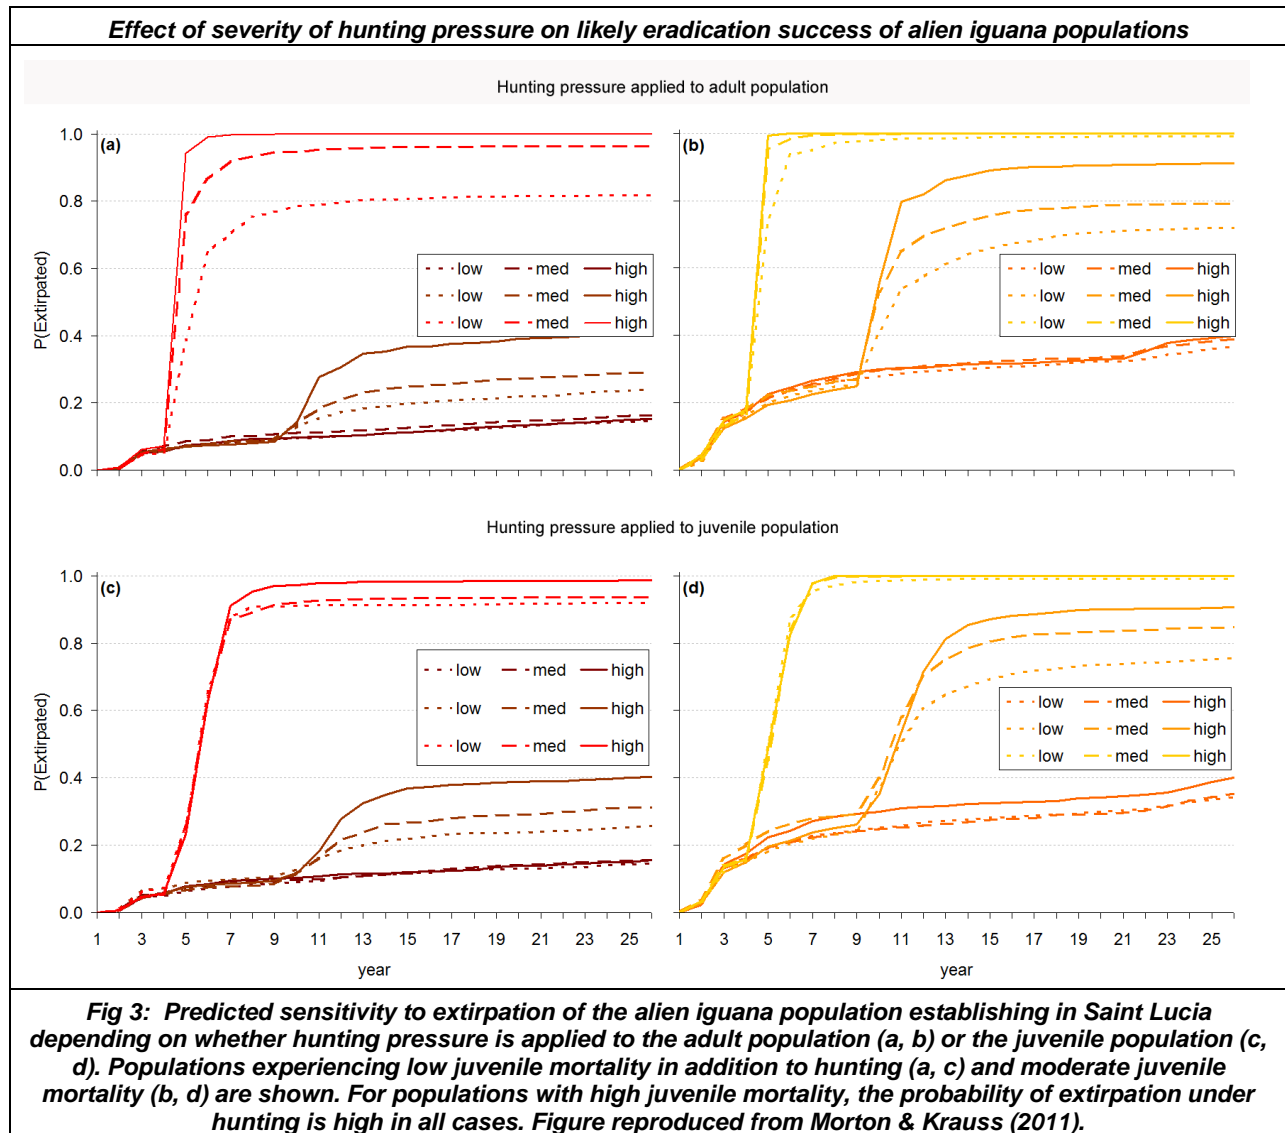 Effect of severity of hunting pressure on likely eradication success of alien iguana populations
Hunting pressure applied to adult population
P(Extirpated)
1.0
0.8
0.6
0.4
0.2
0.0
(a)
low med high
low med high
low med high
(b)
low med high
low med high
low med high
Hunting pressure applied to juvenile population
P(Extirpated)
1.0
0.8
0.6
0.4
0.2
0.0
(c)
low med high
low med high
low med high
1 3 5 7 9 11 13 15 17 19 21 23 25
year
(d)
low med high
low med high
low med high
1 3 5 7 9 11 13 15 17 19 21 23 25
year
Fig 3: Predicted sensitivity to extirpation of the alien iguana population establishing in Saint Lucia
depending on whether hunting pressure is applied to the adult population (a, b) or the juvenile population (c,
d). Populations experiencing low juvenile mortality in addition to hunting (a, c) and moderate juvenile
mortality (b, d) are shown. For populations with high juvenile mortality, the probability of extirpation under
hunting is high in all cases. Figure reproduced from Morton & Krauss (2011).